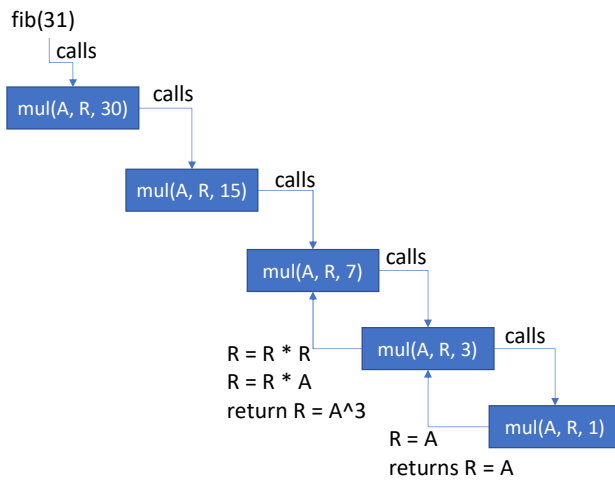 fib(31)
calls
mul(A, R, 30)
calls
mul(A, R, 15)
calls
mul(A, R, 7)
calls
mul(A, R, 3)
calls
mul(A, R, 1)
R = R * R
R = R * A
return R = A^3
R = A
returns R = A